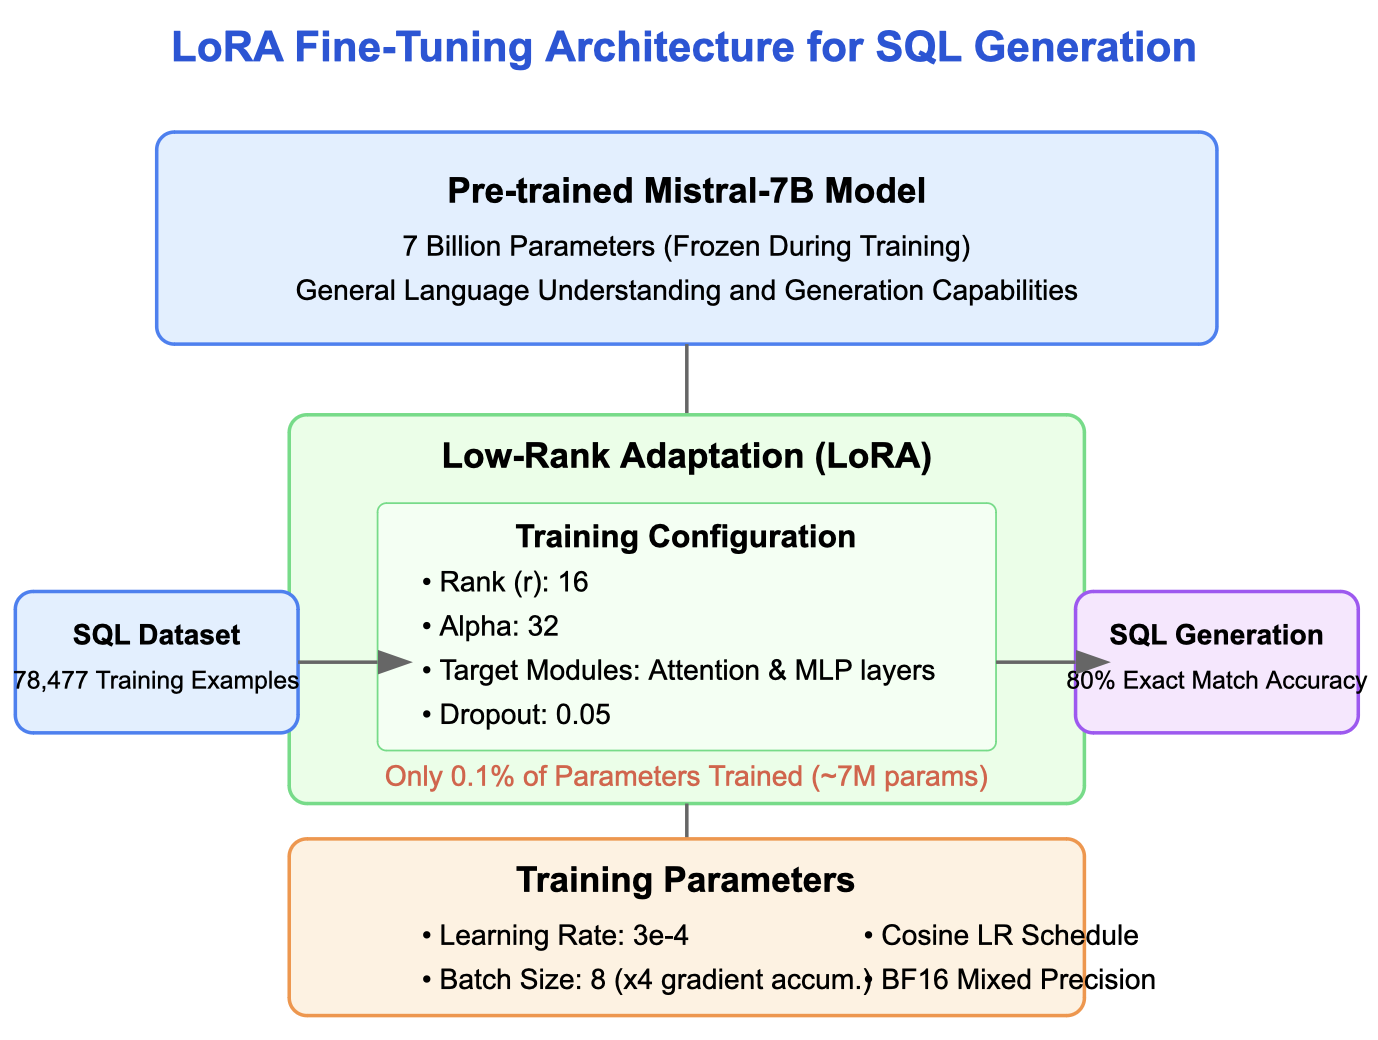 LoRA Fine-Tuning Architecture for SQL Generation
Pre-trained Mistral-7B Model
7 Billion Parameters (Frozen During Training)
General Language Understanding and Generation Capabilities
Low-Rank Adaptation (LoRA)
Training Configuration
• Rank (r): 16
• Alpha: 32
• Target Modules: Attention & MLP layers
• Dropout: 0.05
Only 0.1% of Parameters Trained (~7M params)
SQL Dataset
78,477 Training Examples
SQL Generation
80% Exact Match Accuracy
Training Parameters
• Learning Rate: 3e-4
• Batch Size: 8 (x4 gradient accum.)
• Cosine LR Schedule
• BF16 Mixed Precision